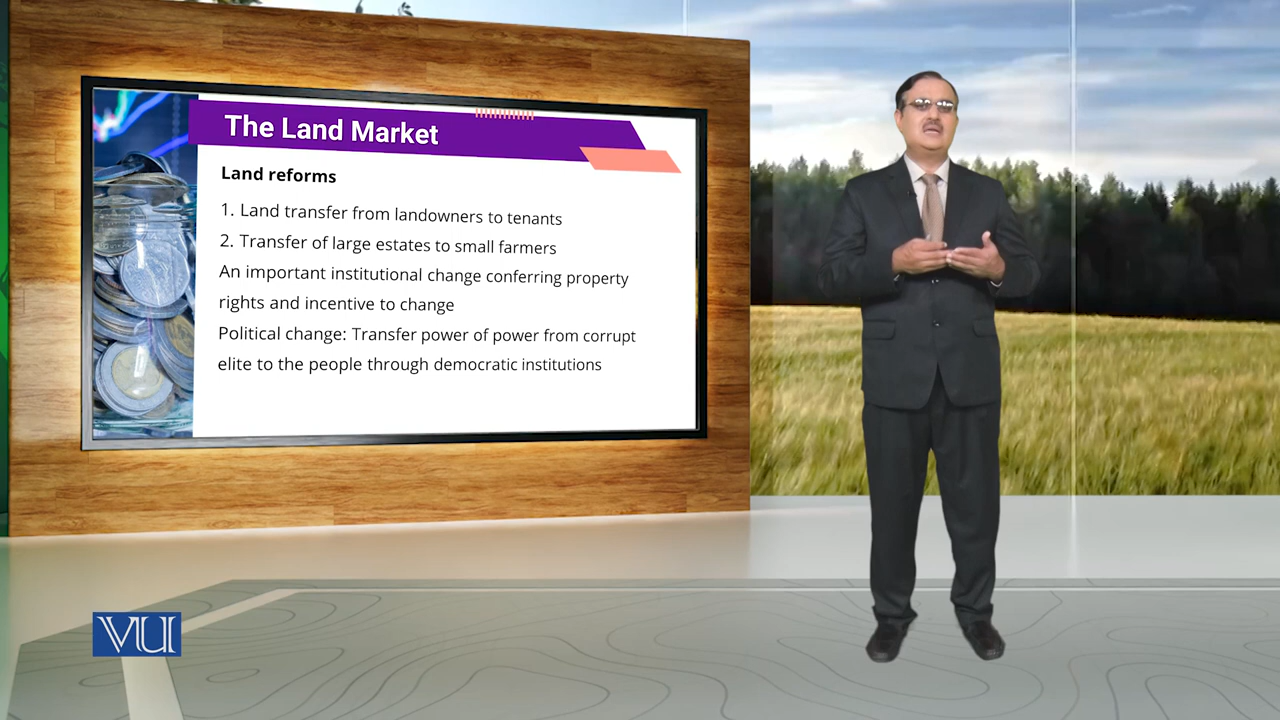 The Land Market
Land reforms
1. Land transfer from landowners to tenants
2. Transfer of large estates to small farmers
An important institutional change conferring property
rights and incentive to change
Political change: Transfer power of power from corrupt
elite to the people through democratic institutions
VU